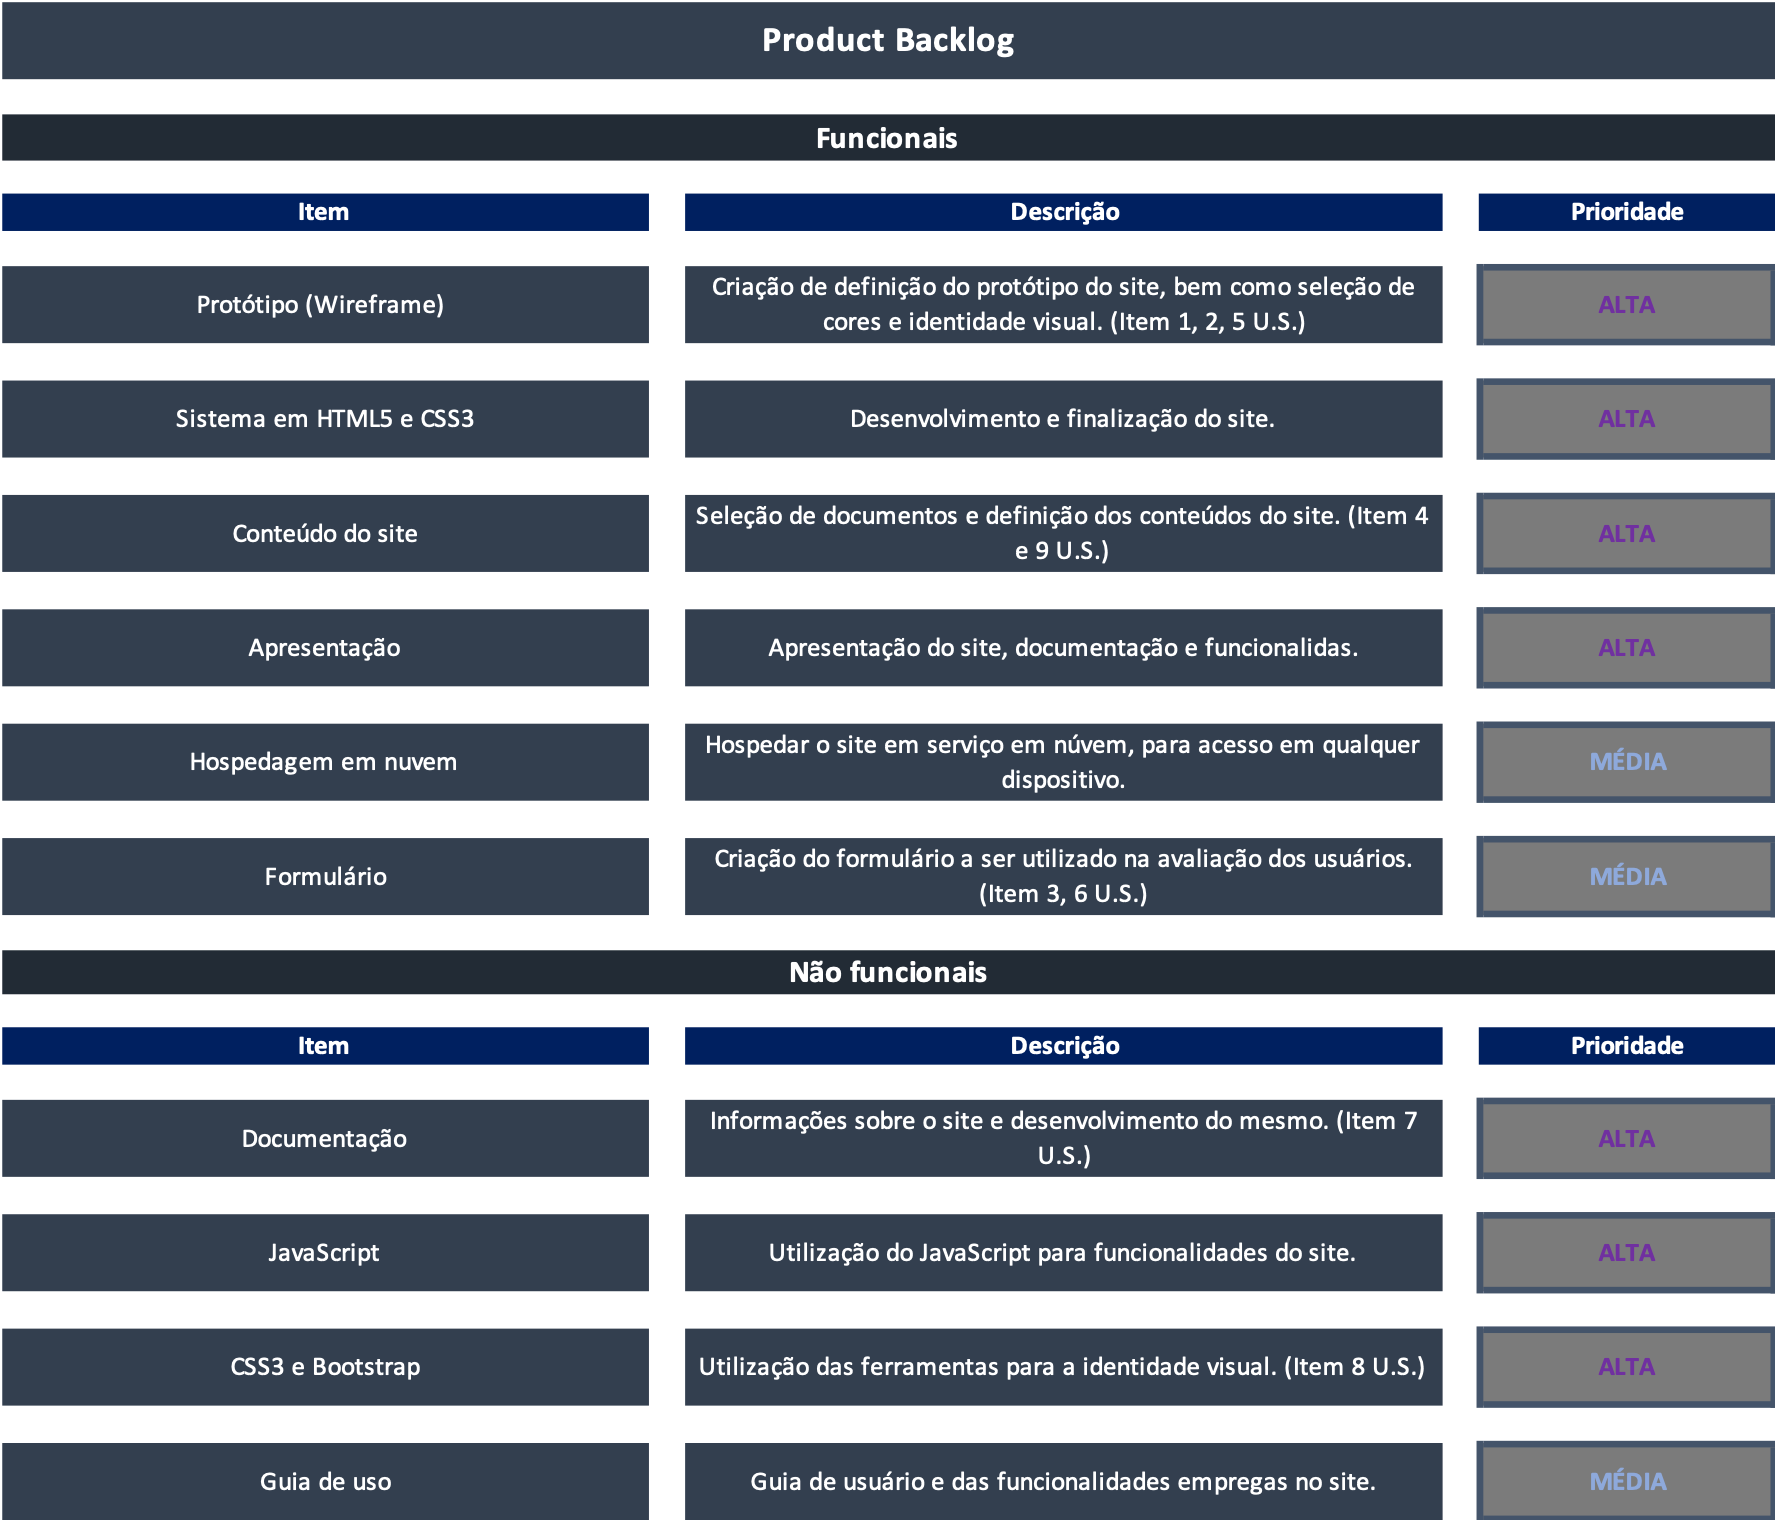 Product Backlog
Funcionais
Item
Descrição
Prioridade
Protótipo (Wireframe)
Criação de definição do protótipo do site, bem como seleção de
cores e identidade visual. (Item 1, 2, 5 U.S.)
ALTA
Sistema em HTML5 e CSS3
Desenvolvimento e finalização do site.
ALTA
Conteúdo do site
Seleção de documentos e definição dos conteúdos do site. (Item 4
e 9 U.S.)
ALTA
Apresentação
Apresentação do site, documentação e funcionalidas.
ALTA
Hospedagem em nuvem
Hospedar o site em serviço em núvem, para acesso em qualquer
dispositivo.
MÉDIA
Formulário
Criação do formulário a ser utilizado na avaliação dos usuários.
(Item 3, 6 U.S.)
MÉDIA
Não funcionais
Item
Descrição
Prioridade
Documentação
Informações sobre o site e desenvolvimento do mesmo. (Item 7
U.S.)
ALTA
JavaScript
Utilização do JavaScript para funcionalidades do site.
ALTA
CSS3 e Bootstrap
Utilização das ferramentas para a identidade visual. (Item 8 U.S.)
ALTA
Guia de uso
Guia de usuário e das funcionalidades empregas no site.
MÉDIA